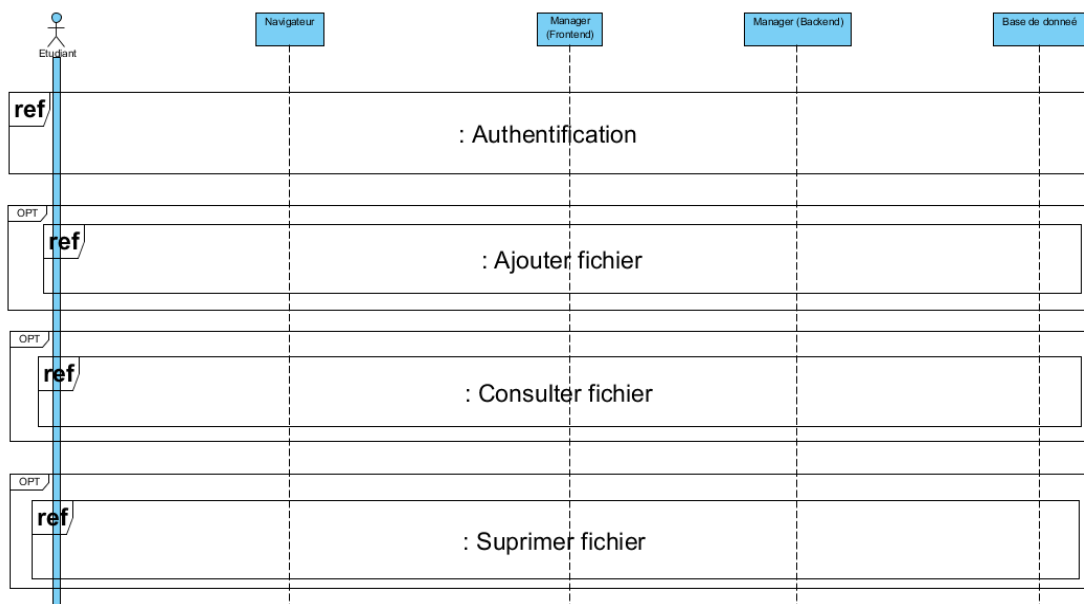 Etudiant
Navigateur
Manager
(Frontend)
Manager (Backend)
Base de donneé
ref
: Authentification
OPT
ref
: Ajouter fichier
OPT
ref
: Consulter fichier
OPT
ref
: Suprimer fichier